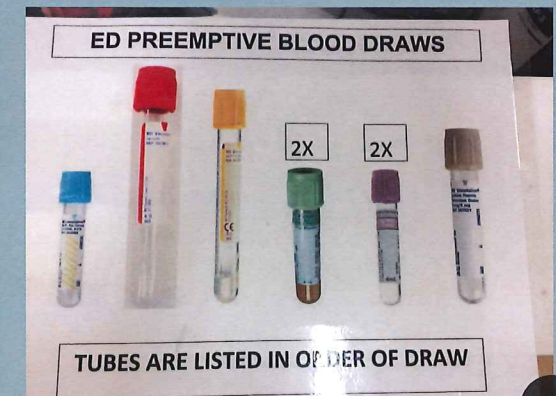 ED PREEMPTIVE BLOOD DRAWS
2X
2X
TUBES ARE LISTED IN ORDER OF DRAW